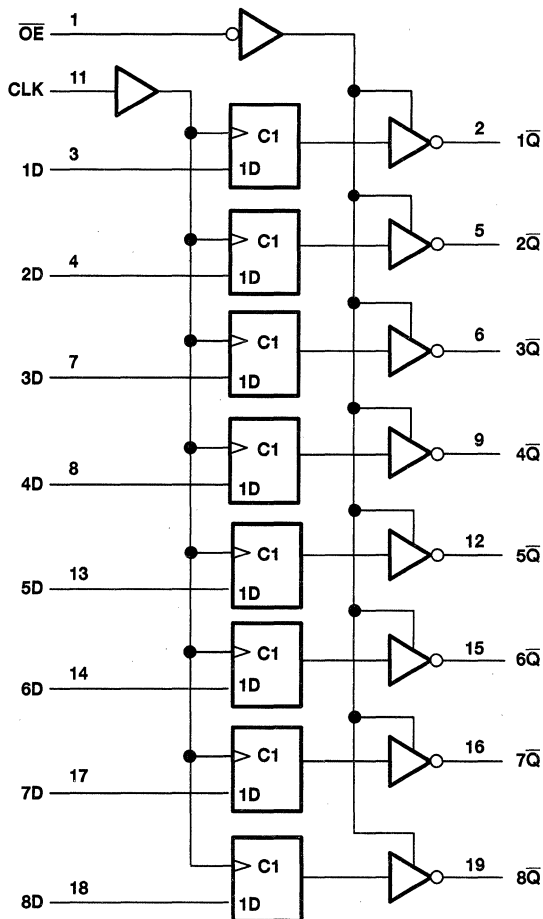 O̅E̅ 1
CLK 11
C1 2 1Q̅
1D 3 1D
C1 5 2Q̅
2D 4 1D
C1 6 3Q̅
3D 7 1D
C1 9 4Q̅
4D 8 1D
C1 12 5Q̅
5D 13 1D
C1 15 6Q̅
6D 14 1D
C1 16 7Q̅
7D 17 1D
C1 19 8Q̅
8D 18 1D